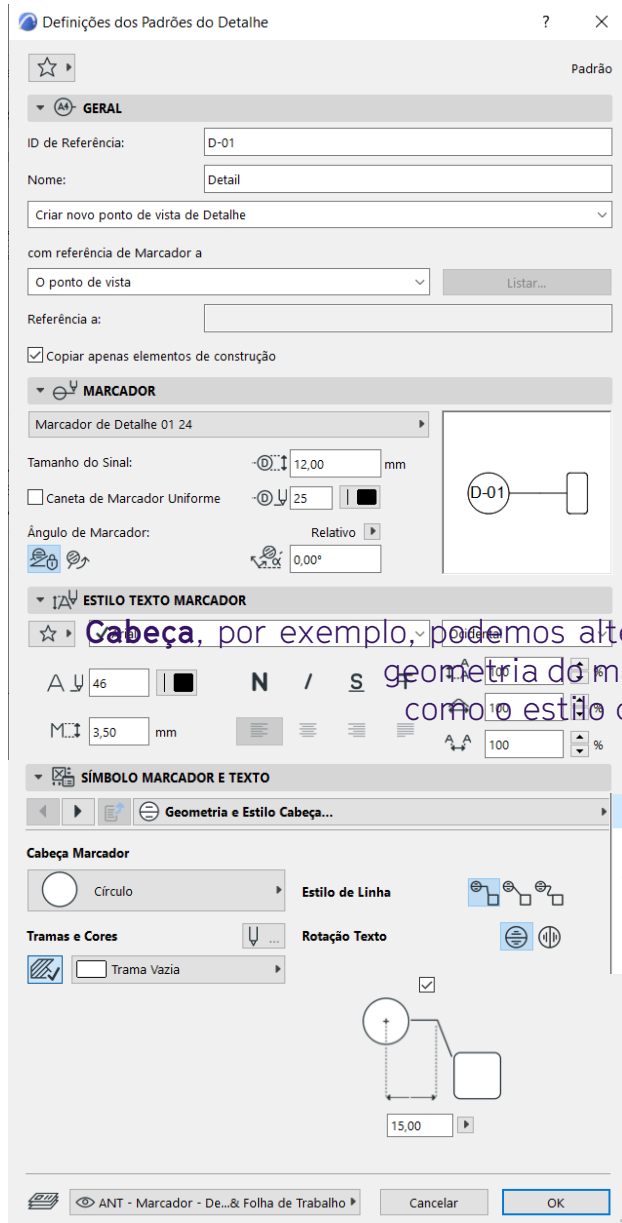 Definições dos Padrões do Detalhe ? ×
Padrão
A4 GERAL
ID de Referência: D-01
Nome: Detail
Criar novo ponto de vista de Detalhe
com referência de Marcador a
O ponto de vista Listar...
Referência a:
Copiar apenas elementos de construção
MARCADOR
Marcador de Detalhe 01 24
Tamanho do Sinal: 12,00 mm
D-01
Caneta de Marcador Uniforme 25
Ângulo de Marcador: Relativo
0,00°
ESTILO TEXTO MARCADOR
Arial Ocidental
Cabeça, por exemplo, podemos alte
46 N I S 100 %
geometria do ma
100 %
como o estilo
3,50 mm 100 %
SÍMBOLO MARCADOR E TEXTO
Geometria e Estilo Cabeça...
Cabeça Marcador
Círculo Estilo de Linha
Tramas e Cores ... Rotação Texto
Trama Vazia
15,00
ANT - Marcador - De...& Folha de Trabalho Cancelar OK